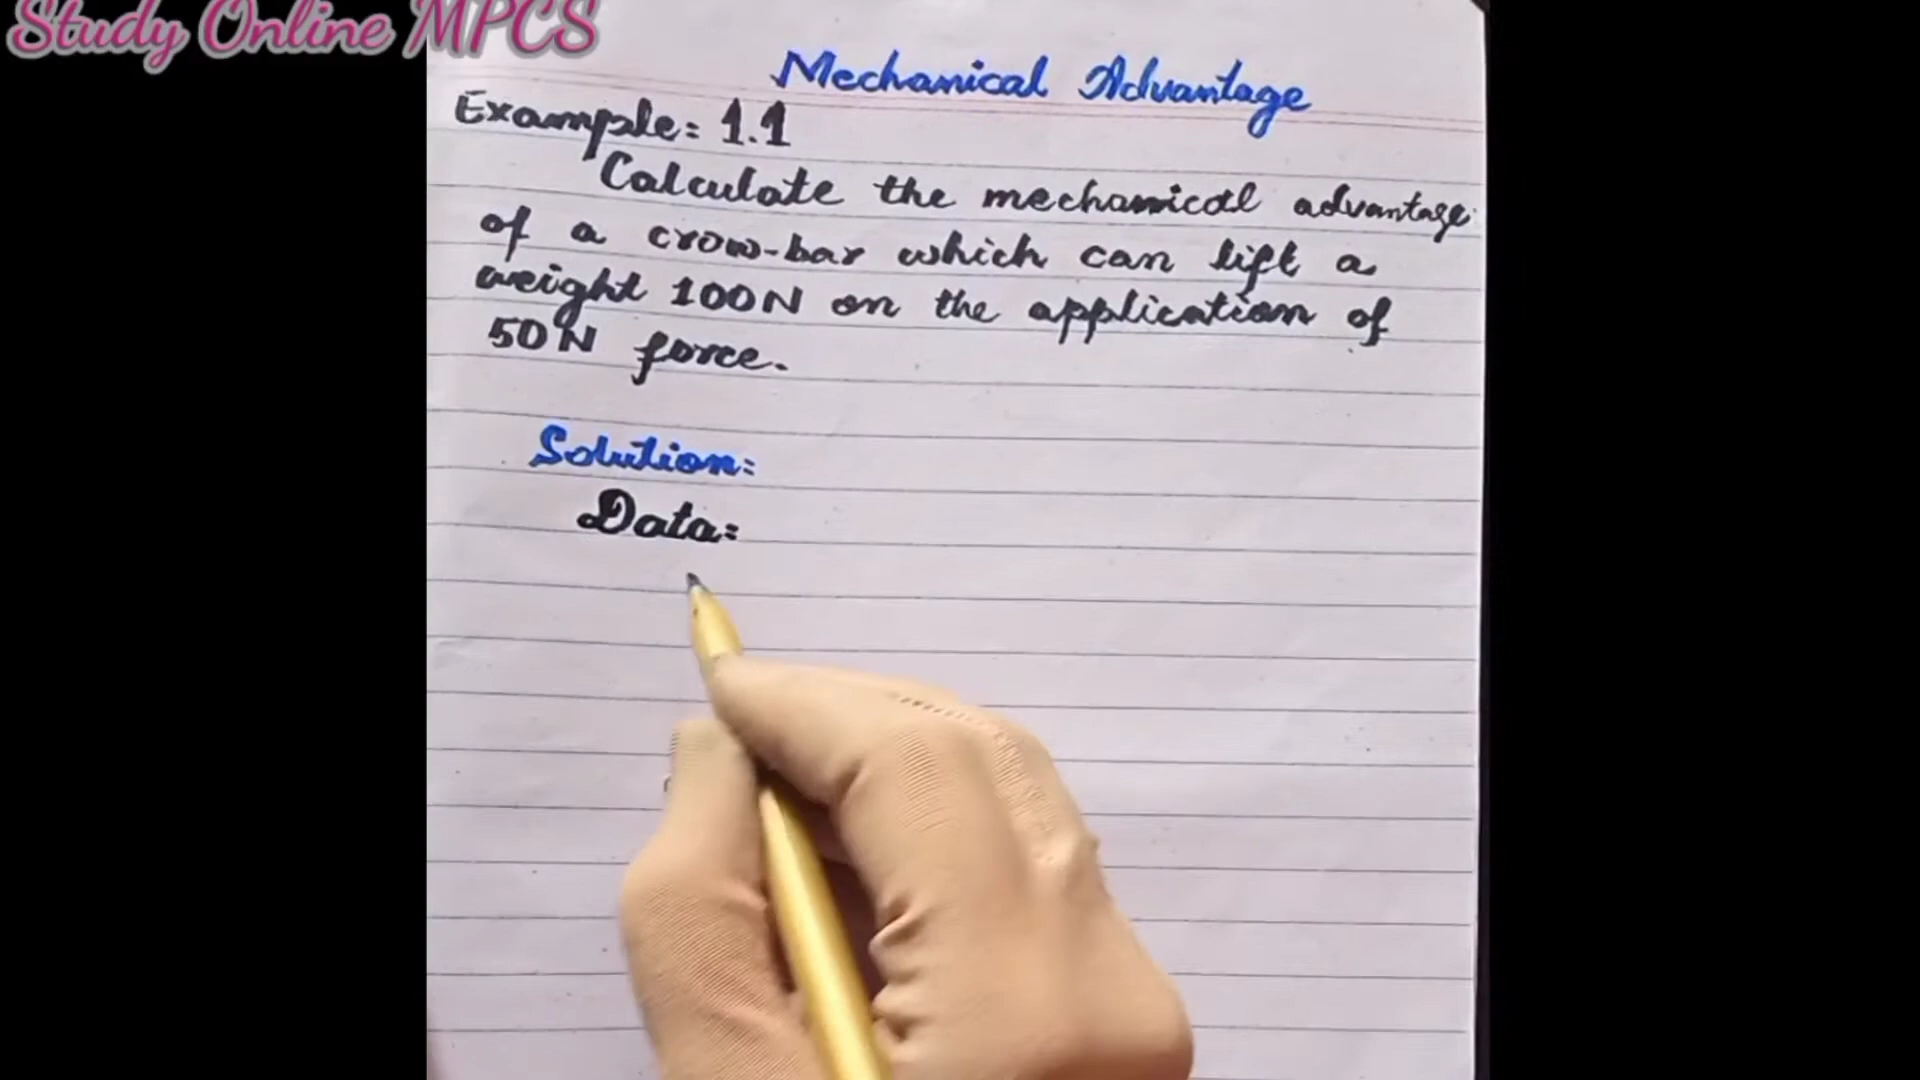 Study Online MPCS
Mechanical Advantage
Example: 1.1
Calculate the mechanical advantage
of a crow-bar which can lift a
weight 100N on the application of
50N force.
Solution:
Data: